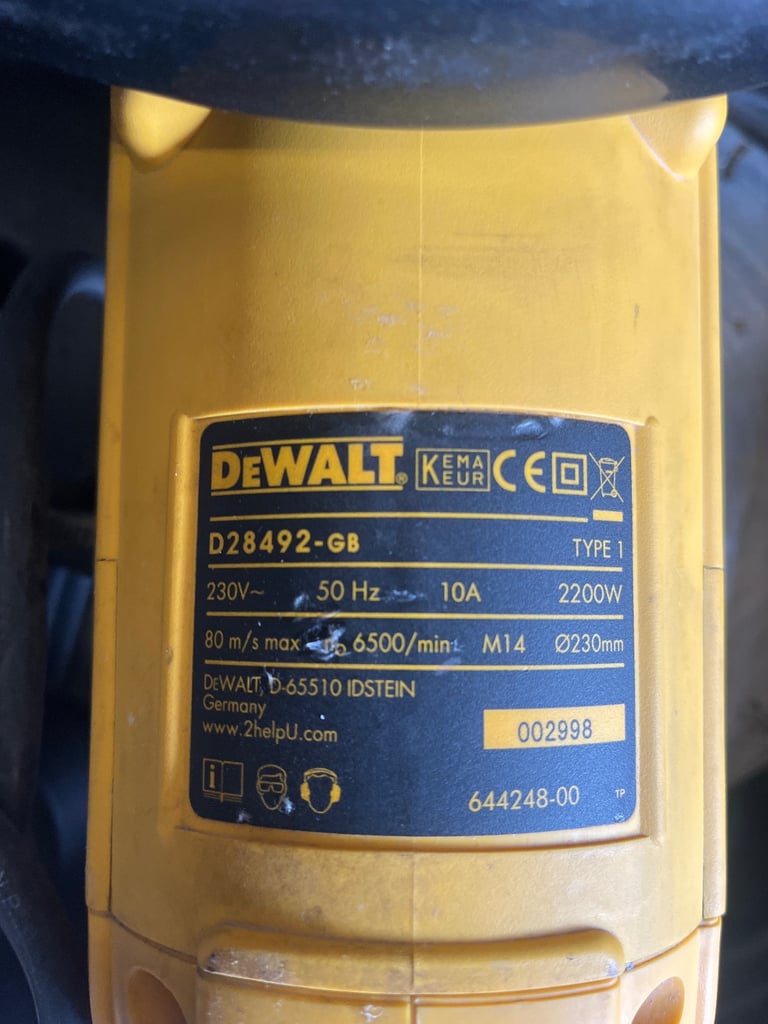 DEWALT® KEMA KEUR CE
D28492-GB TYPE 1
230V~ 50 Hz 10A 2200W
80 m/s max n₀ 6500/min M14 Ø230mm
DEWALT, D-65510 IDSTEIN
Germany
www.2helpU.com
002998
644248-00 TP